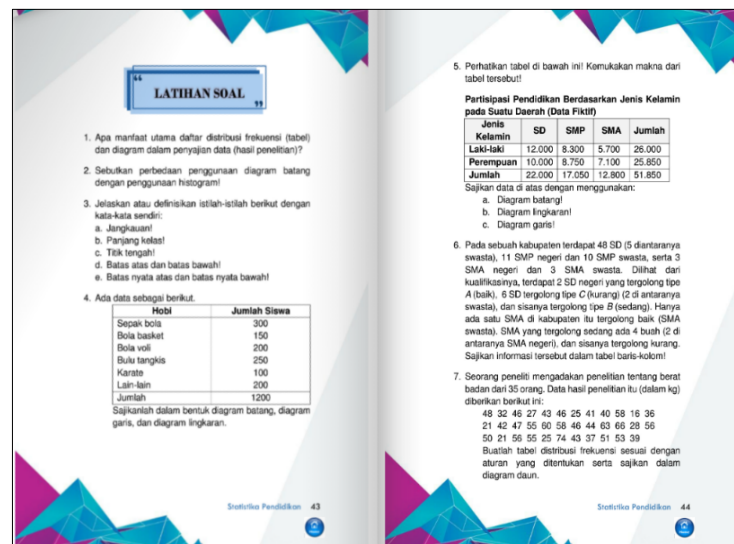 “
LATIHAN SOAL
”
1. Apa manfaat utama daftar distribusi frekuensi (tabel)
dan diagram dalam penyajian data (hasil penelitian)?
2. Sebutkan perbedaan penggunaan diagram batang
dengan penggunaan histogram!
3. Jelaskan atau definisikan istilah-istilah berikut dengan
kata-kata sendiri:
a. Jangkauan!
b. Panjang kelas!
c. Titik tengah!
d. Batas atas dan batas bawah!
e. Batas nyata atas dan batas nyata bawah!
4. Ada data sebagai berikut.
Hobi Jumlah Siswa
Sepak bola 300
Bola basket 150
Bola voli 200
Bulu tangkis 250
Karate 100
Lain-lain 200
Jumlah 1200
Sajikanlah dalam bentuk diagram batang, diagram
garis, dan diagram lingkaran.
Statistika Pendidikan 43
5. Perhatikan tabel di bawah ini! Kemukakan makna dari
tabel tersebut!
Partisipasi Pendidikan Berdasarkan Jenis Kelamin
pada Suatu Daerah (Data Fiktif)
Jenis Kelamin SD SMP SMA Jumlah
Laki-laki 12.000 8.300 5.700 26.000
Perempuan 10.000 8.750 7.100 25.850
Jumlah 22.000 17.050 12.800 51.850
Sajikan data di atas dengan menggunakan:
a. Diagram batang!
b. Diagram lingkaran!
c. Diagram garis!
6. Pada sebuah kabupaten terdapat 48 SD (5 diantaranya
swasta), 11 SMP negeri dan 10 SMP swasta, serta 3
SMA negeri dan 3 SMA swasta. Dilihat dari
kualifikasinya, terdapat 2 SD negeri yang tergolong tipe
A (baik), 6 SD tergolong tipe C (kurang) (2 di antaranya
swasta), dan sisanya tergolong tipe B (sedang). Hanya
ada satu SMA di kabupaten itu tergolong baik (SMA
swasta). SMA yang tergolong sedang ada 4 buah (2 di
antaranya SMA negeri), dan sisanya tergolong kurang.
Sajikan informasi tersebut dalam tabel baris-kolom!
7. Seorang peneliti mengadakan penelitian tentang berat
badan dari 35 orang. Data hasil penelitian itu (dalam kg)
diberikan berikut ini:
48 32 46 27 43 46 25 41 40 58 16 36
21 42 47 55 60 58 46 44 63 66 28 56
50 21 56 55 25 74 43 37 51 53 39
Buatlah tabel distribusi frekuensi sesuai dengan
aturan yang ditentukan serta sajikan dalam
diagram daun.
Statistika Pendidikan 44